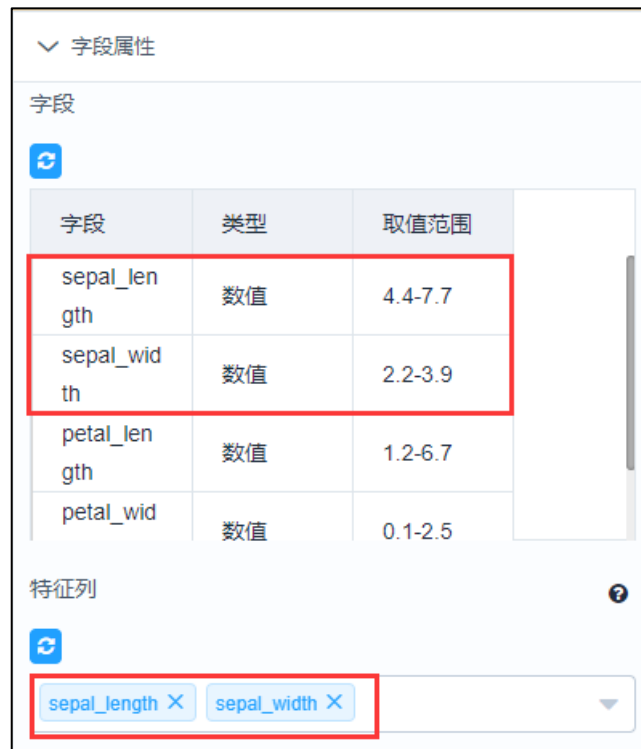 字段属性
字段
字段 类型 取值范围
sepal_len
gth 数值 4.4-7.7
sepal_wid
th 数值 2.2-3.9
petal_len
gth 数值 1.2-6.7
petal_wid
数值 0.1-2.5
特征列
sepal_length × sepal_width ×